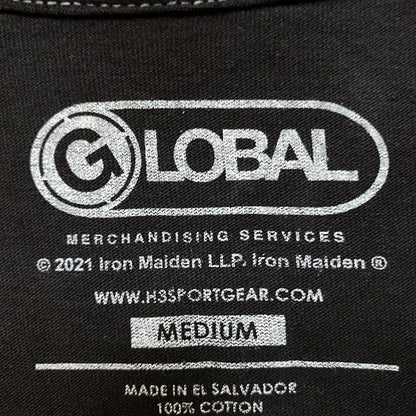 GLOBAL
MERCHANDISING SERVICES
© 2021 Iron Maiden LLP. Iron Maiden ®
WWW.H3SPORTGEAR.COM
MEDIUM
MADE IN EL SALVADOR
100% COTTON